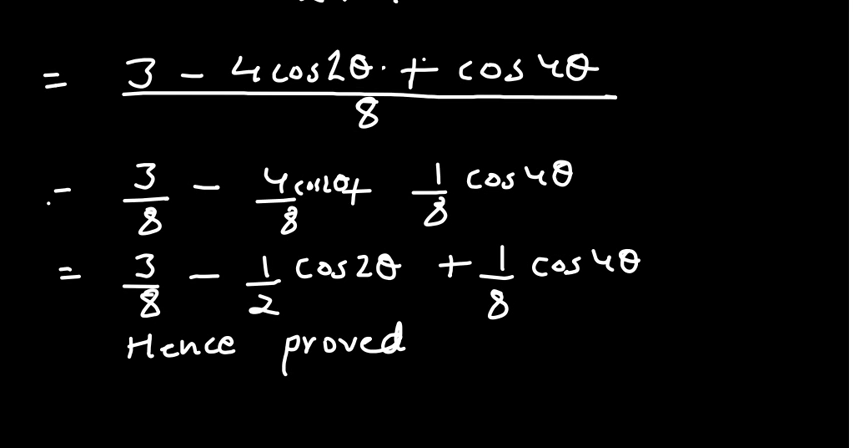 = 3 - 4cos2θ + cos4θ / 8
= 3/8 - 4cos2θ/8 + 1/8 cos4θ
= 3/8 - 1/2 cos2θ + 1/8 cos4θ
Hence proved